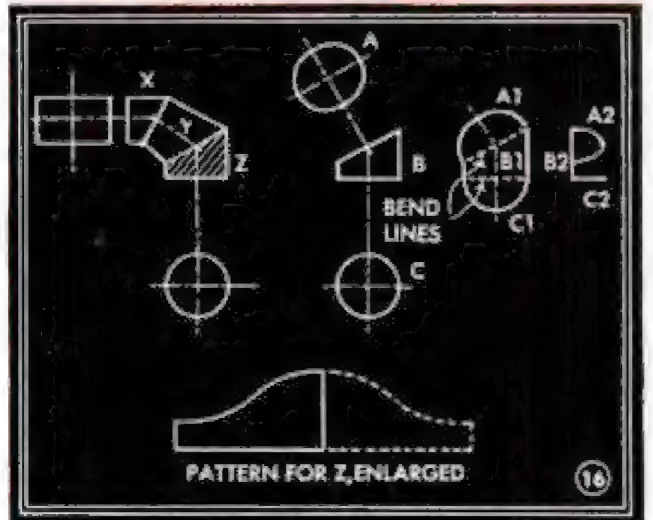 X
Y
Z
A
B
C
A1
B1
C1
A2
B2
C2
BEND
LINES
PATTERN FOR Z, ENLARGED
16